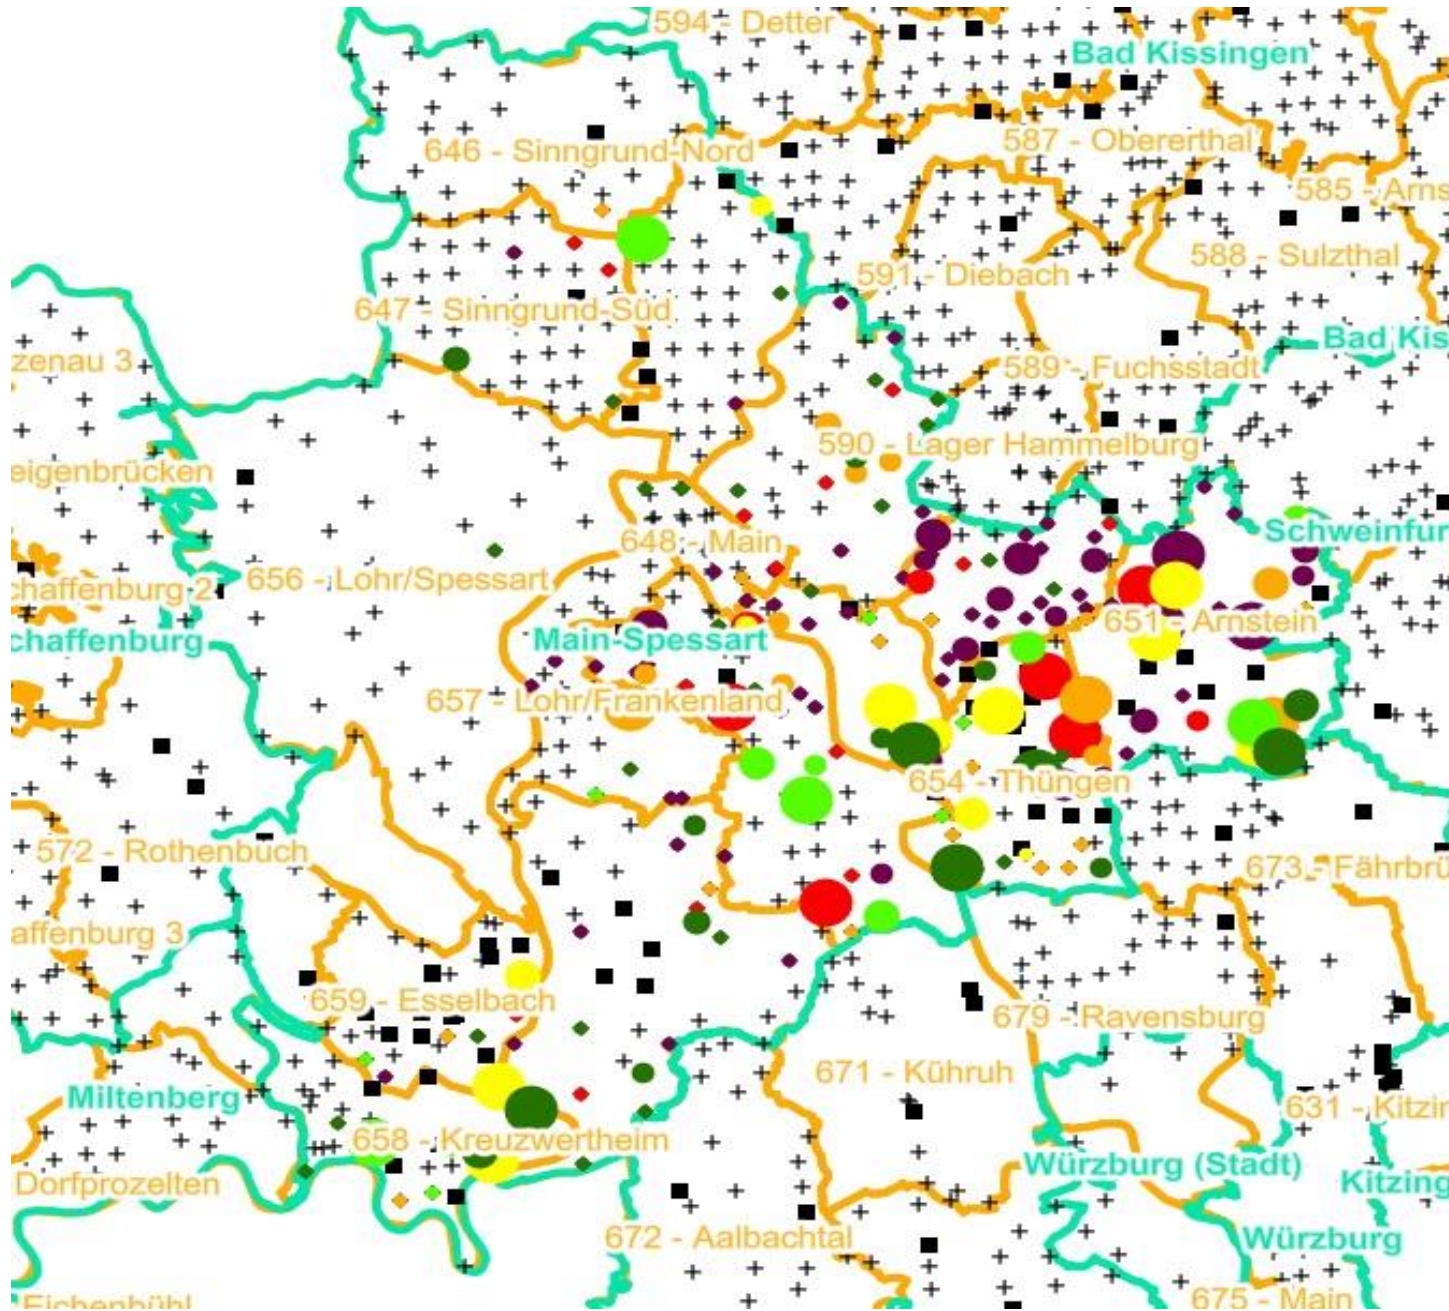 594 - Detter
Bad Kissingen
587 - Obererthal
646 - Sinngrund-Nord
585 - Arns
588 - Sulzthal
591 - Diebach
647 - Sinngrund-Süd
Bad Kis
zenau 3
589 - Fuchsstadt
590 - Lager Hammelburg
eigenbrücken
Schweinfur
648 - Main
656 - Lohr/Spessart
chaffenburg 2
651 - Arnstein
chaffenburg
Main-Spessart
657 - Lohr/Frankenland
654 - Thüngen
572 - Rothenbuch
673 - Fährbrü
affenburg 3
659 - Esselbach
679 - Ravensburg
671 - Kühruh
Miltenberg
631 - Kitzin
658 - Kreuzwertheim
Würzburg (Stadt)
Dorfprozelten
Kitzing
672 - Aalbachtal
Würzburg
675 - Main
Eichenbühl